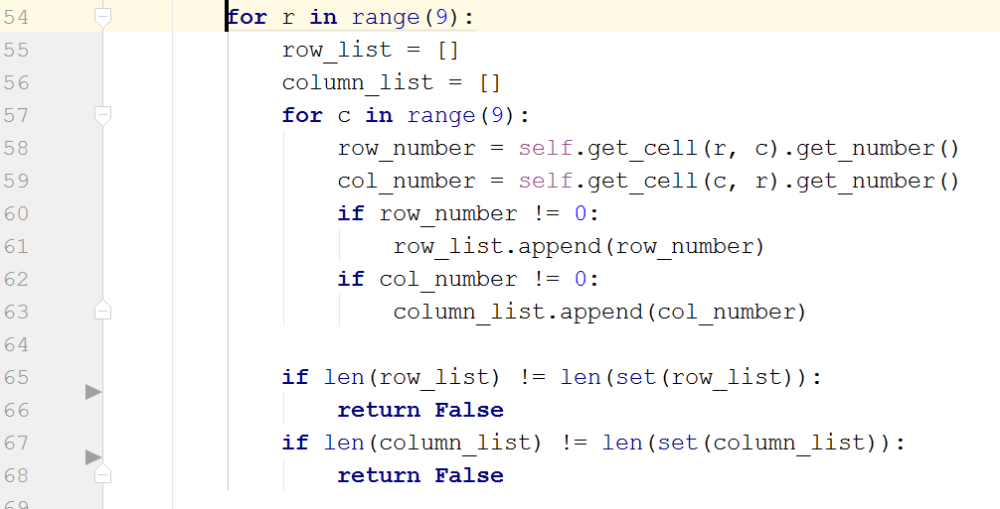 54 for r in range(9):
55 row_list = []
56 column_list = []
57 for c in range(9):
58 row_number = self.get_cell(r, c).get_number()
59 col_number = self.get_cell(c, r).get_number()
60 if row_number != 0:
61 row_list.append(row_number)
62 if col_number != 0:
63 column_list.append(col_number)
64
65 if len(row_list) != len(set(row_list)):
66 return False
67 if len(column_list) != len(set(column_list)):
68 return False
69